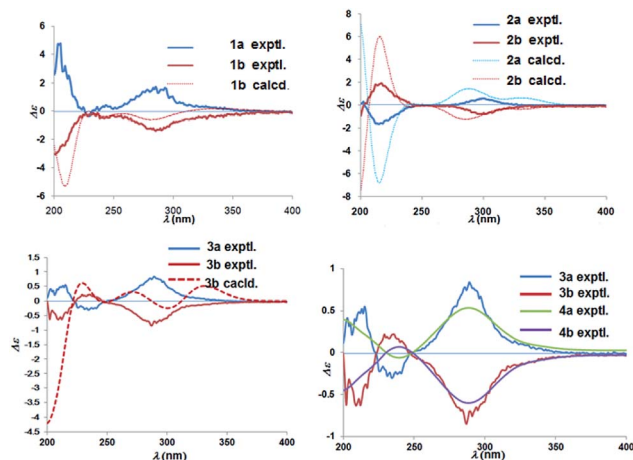 6
4
2
0
-2
-4
-6
Δε
200 250 300 350 400
λ (nm)
1a exptl.
1b exptl.
1b calcd.
8
6
4
2
0
-2
-4
-6
-8
Δε
200 250 300 350 400
λ (nm)
2a exptl.
2b exptl.
2a calcd.
2b calcd.
1.5
1
0.5
0
-0.5
-1
-1.5
-2
-2.5
-3
-3.5
-4
-4.5
Δε
200 250 300 350 400
λ (nm)
3a exptl.
3b exptl.
3b cacld.
1
0.5
0
-0.5
-1
Δε
200 250 300 350 400
λ (nm)
3a exptl.
3b exptl.
4a exptl.
4b exptl.